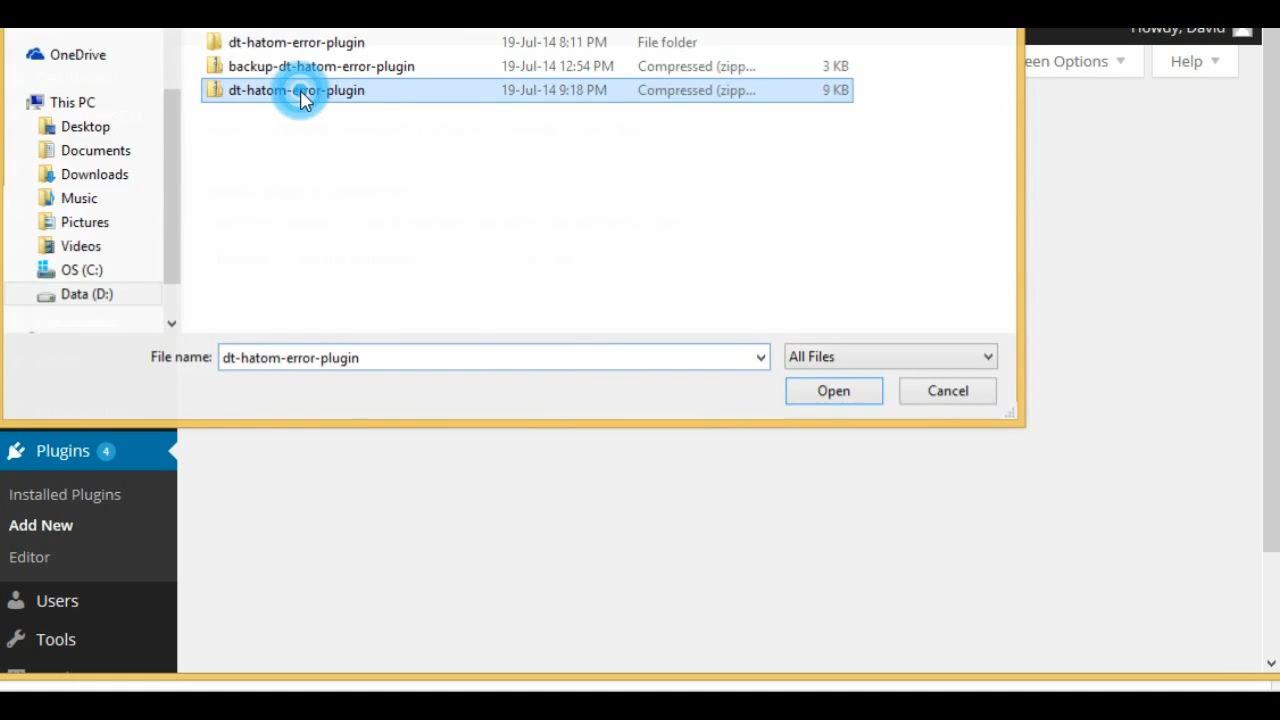 Howdy, David
dt-hatom-error-plugin 19-Jul-14 8:11 PM File folder
OneDrive
een Options Help
backup-dt-hatom-error-plugin 19-Jul-14 12:54 PM Compressed (zipp... 3 KB
dt-hatom-error-plugin 19-Jul-14 9:18 PM Compressed (zipp... 9 KB
This PC
Desktop
Documents
Downloads
Music
Pictures
Videos
OS (C:)
Data (D:)
File name: dt-hatom-error-plugin All Files
Open Cancel
Plugins 4
Installed Plugins
Add New
Editor
Users
Tools